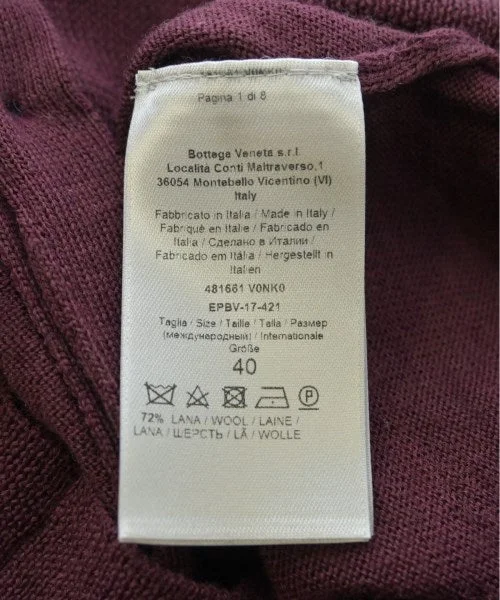 Pagina 1 di 8
Bottega Veneta s.r.l
Località Conti Maltraverso,1
36054 Montebello Vicentino (VI)
Italy
Fabbricato in Italia / Made in Italy /
Fabriqué en Italie / Fabricado en
Italia / Сделано в Италии /
Fabricado em Itália / Hergestellt in
Italien
481661 V0NK0
EPBV-17-421
Taglia / Size / Taille / Talla / Размер
(международный) / Internationale
Größe
40
P
72% LANA / WOOL / LAINE /
LANA / ШЕРСТЬ / LÃ / WOLLE